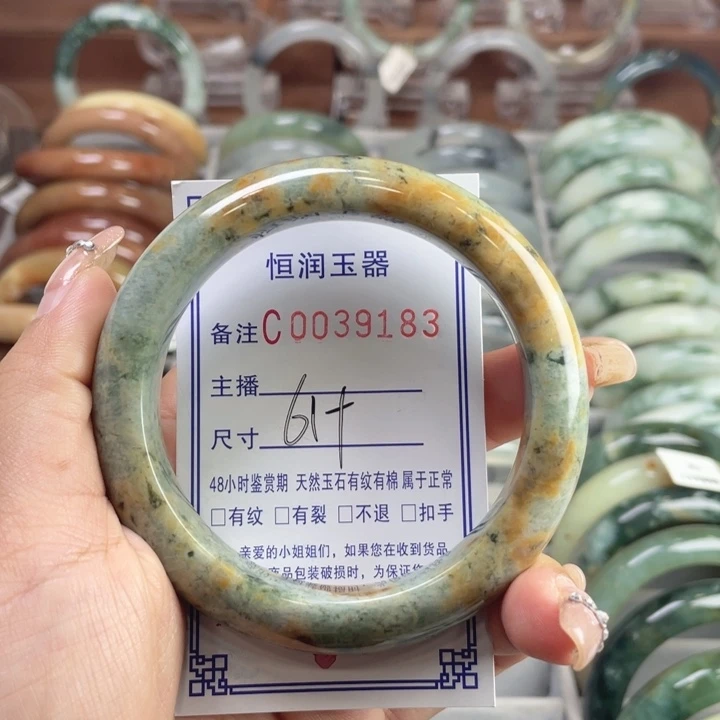 恒润玉器
备注C0039183
主播
尺寸 61+
48小时鉴赏期 天然玉石有纹有棉 属于正常
□有纹 □有裂 □不退 □扣手
亲爱的小姐姐们，如果您在收到货品
商品包装破损时，为保证您